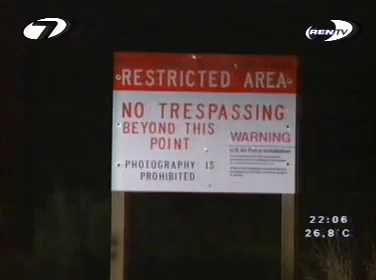 7
REN TV
RESTRICTED AREA
NO TRESPASSING
BEYOND THIS
POINT
PHOTOGRAPHY IS
PROHIBITED
WARNING
U.S. Air Force Installation
22:06
26,8°C